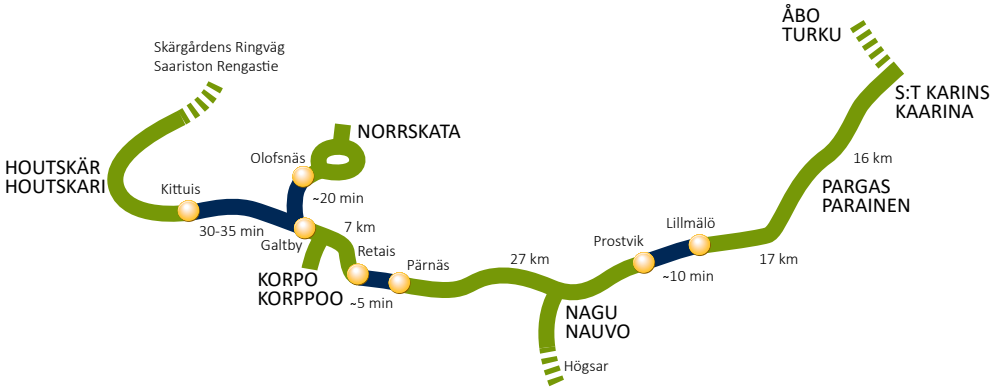 ÅBO
TURKU
Skärgårdens Ringväg
Saariston Rengastie
S:T KARINS
KAARINA
NORRSKATA
Olofsnäs
16 km
HOUTSKÄR
HOUTSKARI
Kittuis
~20 min
PARGAS
PARAINEN
30-35 min
Galtby
7 km
Retais
Lillmälö
Prostvik
Pärnäs
27 km
17 km
~10 min
KORPO
KORPPOO
~5 min
NAGU
NAUVO
Högsar